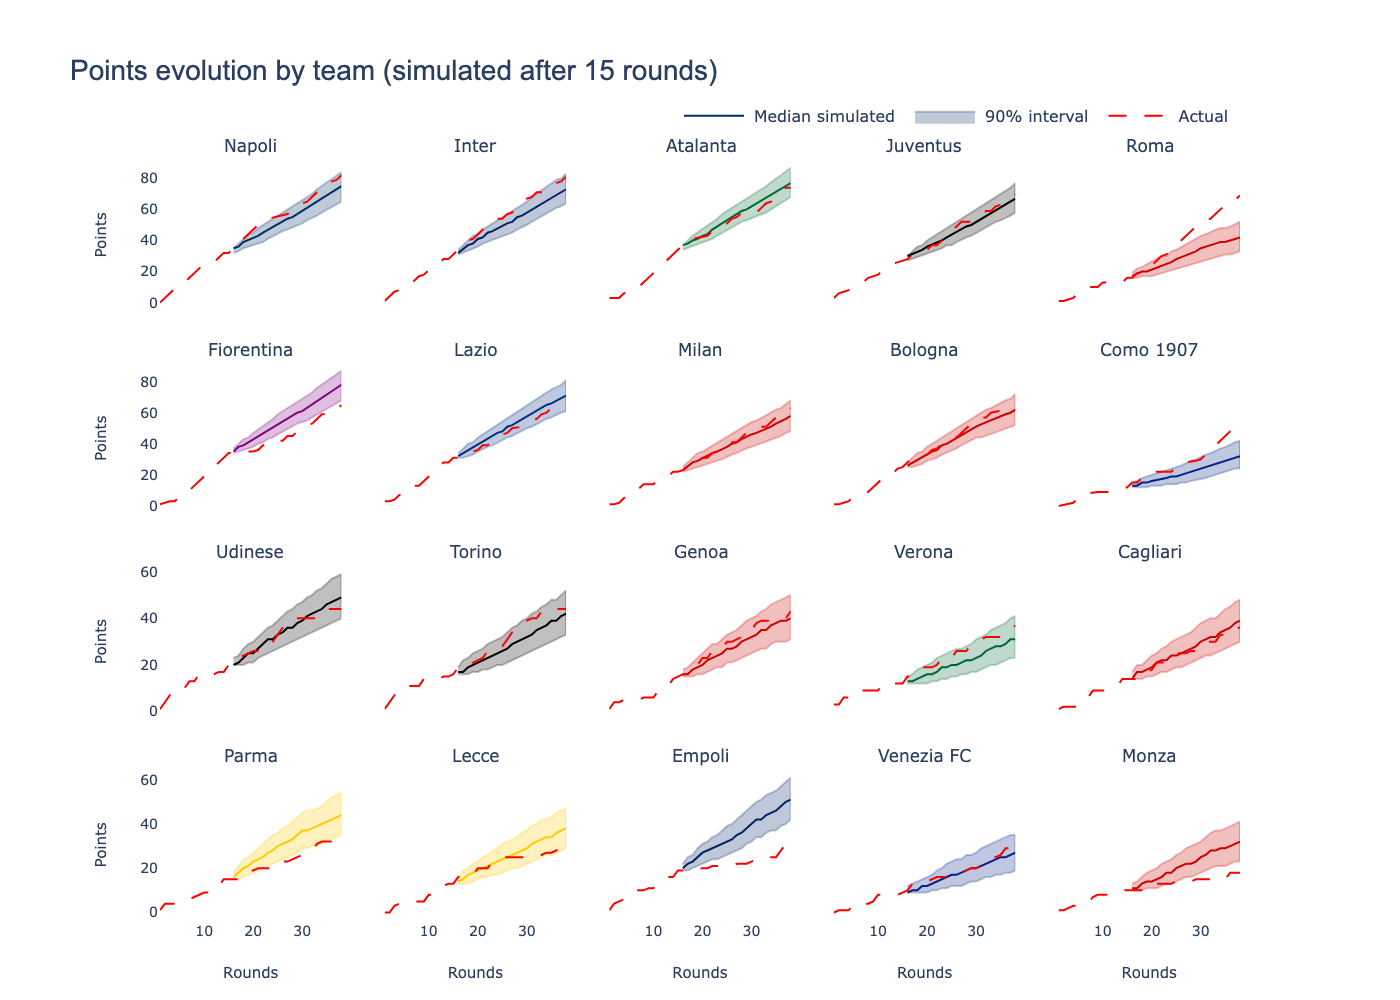 Points evolution by team (simulated after 15 rounds)
Median simulated 90% interval Actual
Napoli Inter Atalanta Juventus Roma
80
60
40
20
0
Points
Fiorentina Lazio Milan Bologna Como 1907
80
60
40
20
0
Points
Udinese Torino Genoa Verona Cagliari
60
40
20
0
Points
Parma Lecce Empoli Venezia FC Monza
60
40
20
0
Points
10 20 30 10 20 30 10 20 30 10 20 30 10 20 30
Rounds Rounds Rounds Rounds Rounds